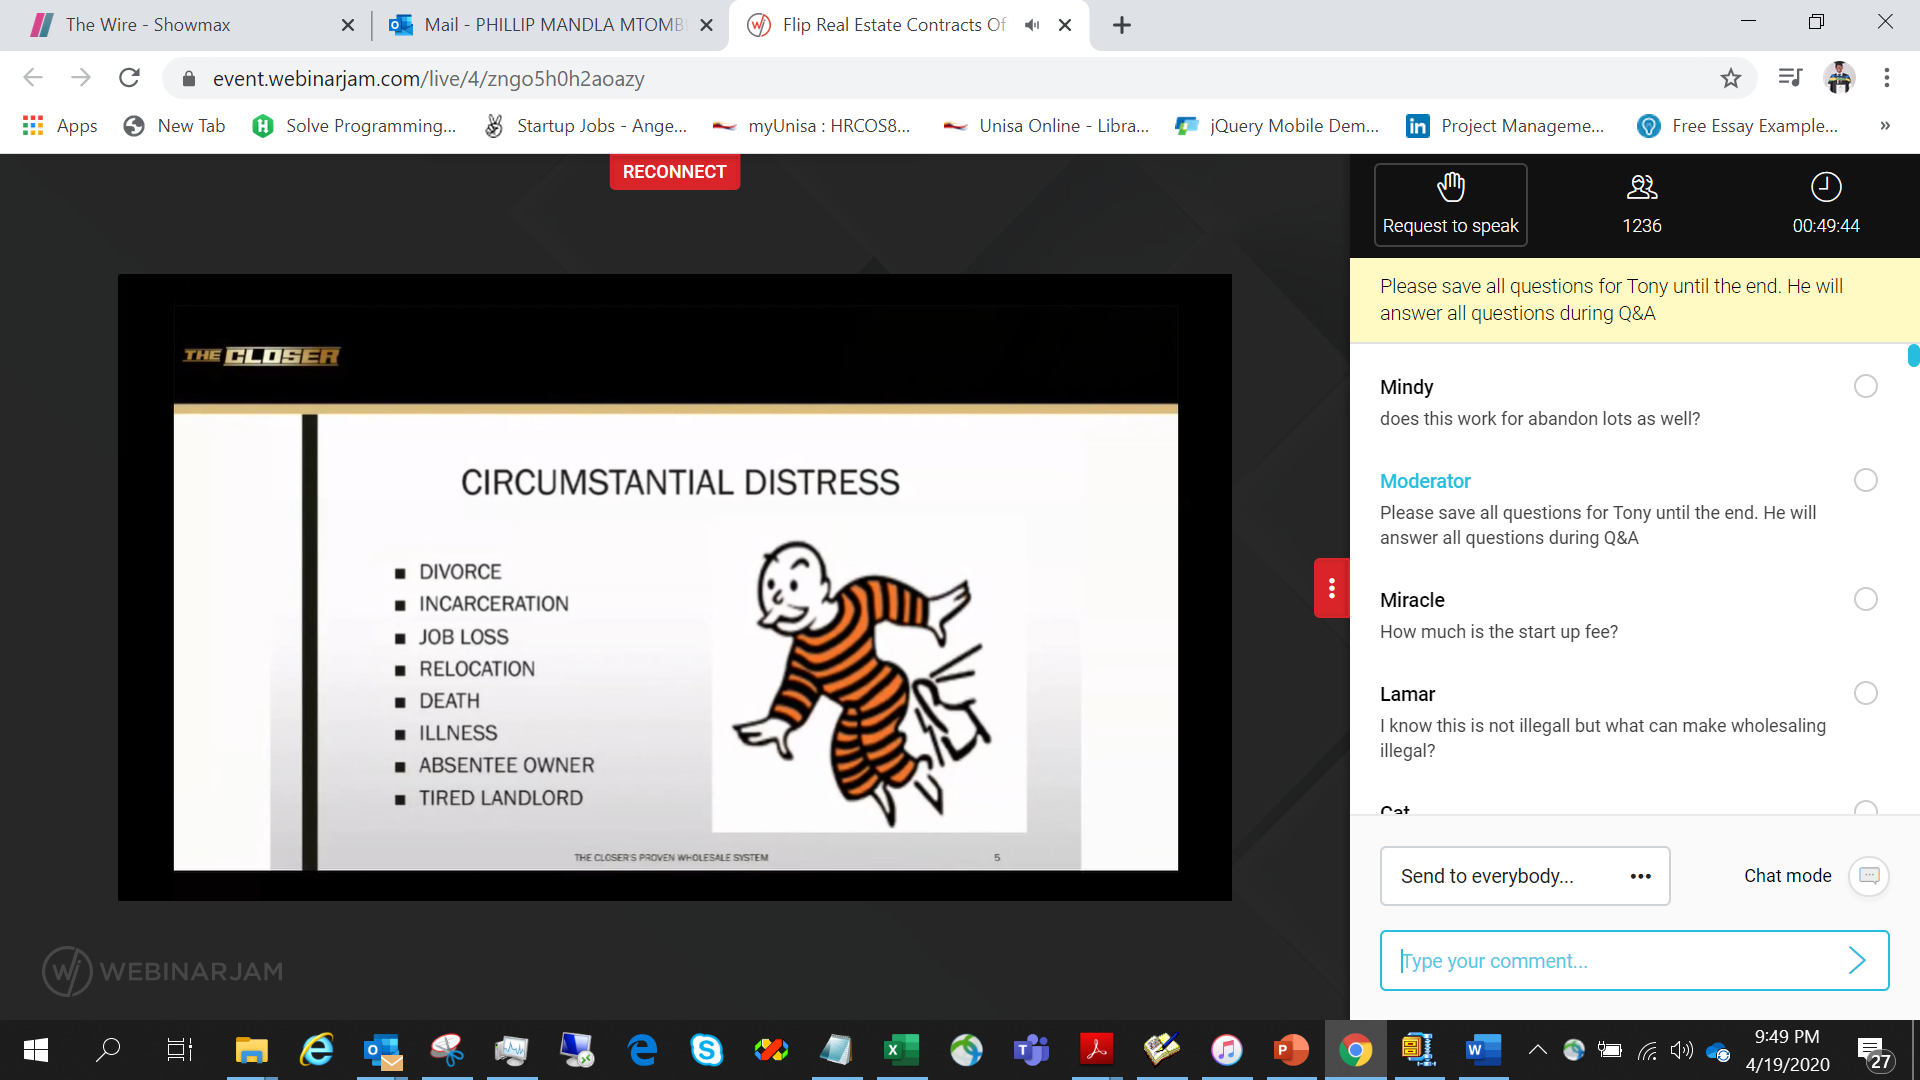 The Wire - Showmax
Mail - PHILLIP MANDLA MTOMB
Flip Real Estate Contracts Of
event.webinarjam.com/live/4/zngo5h0h2aoazy
Apps
New Tab
Solve Programming...
Startup Jobs - Ange...
myUnisa : HRCOS8...
Unisa Online - Libra...
jQuery Mobile Dem...
Project Manageme...
Free Essay Example...
»
RECONNECT
Request to speak
1236
00:49:44
Please save all questions for Tony until the end. He will
answer all questions during Q&A
THE CLOSER
CIRCUMSTANTIAL DISTRESS
■ DIVORCE
■ INCARCERATION
■ JOB LOSS
■ RELOCATION
■ DEATH
■ ILLNESS
■ ABSENTEE OWNER
■ TIRED LANDLORD
THE CLOSER'S PROVEN WHOLESALE SYSTEM
5
WEBINARJAM
Mindy
does this work for abandon lots as well?
Moderator
Please save all questions for Tony until the end. He will
answer all questions during Q&A
Miracle
How much is the start up fee?
Lamar
I know this is not illegall but what can make wholesaling
illegal?
Cat
Send to everybody...
Chat mode
Type your comment...
9:49 PM
4/19/2020
27